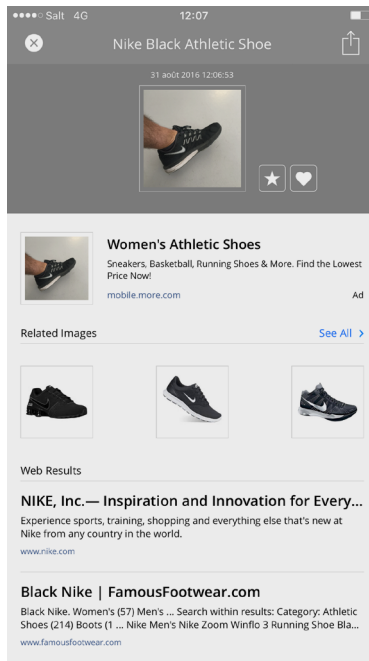 Salt 4G 12:07
Nike Black Athletic Shoe
31 août 2016 12:06:53
Women's Athletic Shoes
Sneakers, Basketball, Running Shoes & More. Find the Lowest
Price Now!
mobile.more.com Ad
Related Images See All
Web Results
NIKE, Inc.— Inspiration and Innovation for Every...
Experience sports, training, shopping and everything else that's new at
Nike from any country in the world.
www.nike.com
Black Nike | FamousFootwear.com
Black Nike. Women's (57) Men's ... Search within results: Category: Athletic
Shoes (214) Boots (1 ... Nike Men's Nike Zoom Winflo 3 Running Shoe Bla...
www.famousfootwear.com